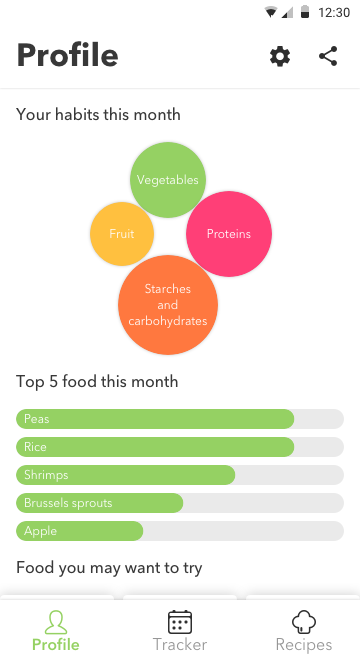 12:30
Profile
Your habits this month
Vegetables
Fruit
Proteins
Starches
and
carbohydrates
Top 5 food this month
Peas
Rice
Shrimps
Brussels sprouts
Apple
Food you may want to try
Profile
Tracker
Recipes